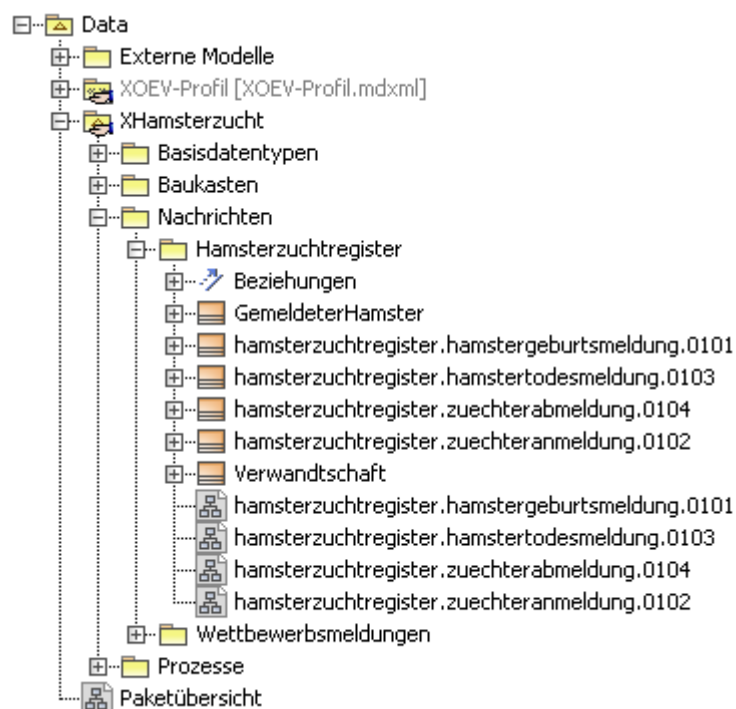 Data
Externe Modelle
XOEV-Profil [XOEV-Profil.mdxml]
XHamsterzucht
Basisdatentypen
Baukasten
Nachrichten
Hamsterzuchtregister
Beziehungen
GemeldeterHamster
hamsterzuchtregister.hamstergeburtsmeldung.0101
hamsterzuchtregister.hamstertodesmeldung.0103
hamsterzuchtregister.zuechterabmeldung.0104
hamsterzuchtregister.zuechteranmeldung.0102
Verwandtschaft
hamsterzuchtregister.hamstergeburtsmeldung.0101
hamsterzuchtregister.hamstertodesmeldung.0103
hamsterzuchtregister.zuechterabmeldung.0104
hamsterzuchtregister.zuechteranmeldung.0102
Wettbewerbsmeldungen
Prozesse
Paketübersicht